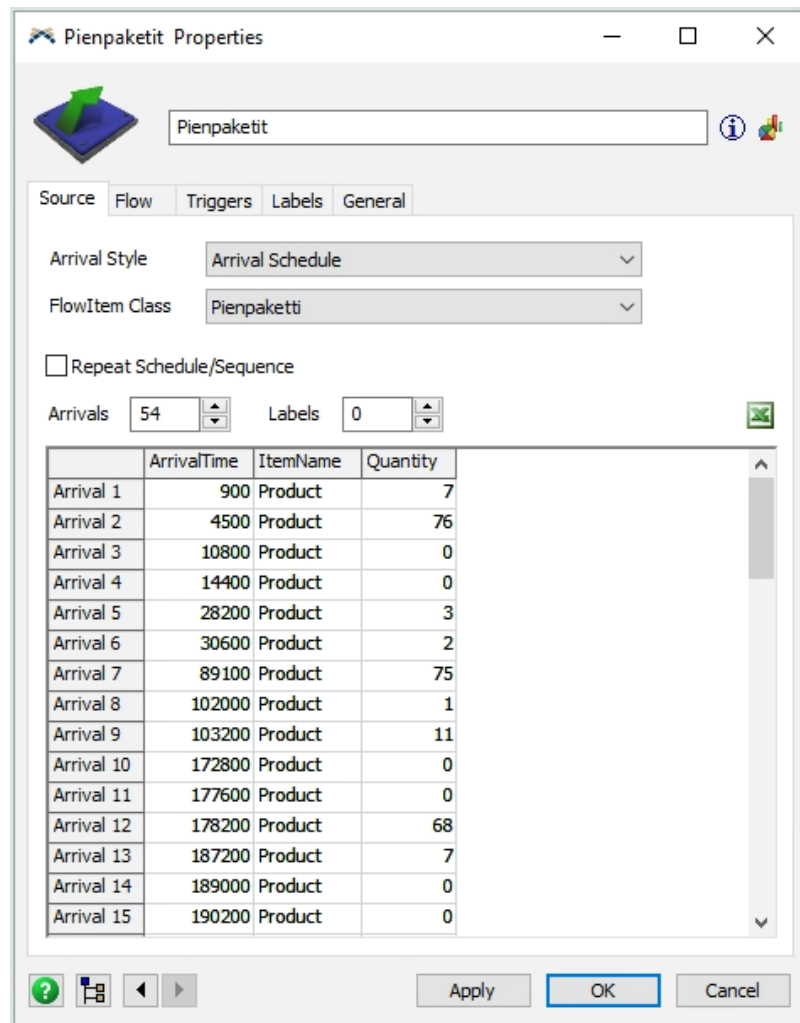 Pienpaketit Properties
Pienpaketit
Source Flow Triggers Labels General
Arrival Style Arrival Schedule
FlowItem Class Pienpaketti
Repeat Schedule/Sequence
Arrivals 54 Labels 0
ArrivalTime ItemName Quantity
Arrival 1 900 Product 7
Arrival 2 4500 Product 76
Arrival 3 10800 Product 0
Arrival 4 14400 Product 0
Arrival 5 28200 Product 3
Arrival 6 30600 Product 2
Arrival 7 89100 Product 75
Arrival 8 102000 Product 1
Arrival 9 103200 Product 11
Arrival 10 172800 Product 0
Arrival 11 177600 Product 0
Arrival 12 178200 Product 68
Arrival 13 187200 Product 7
Arrival 14 189000 Product 0
Arrival 15 190200 Product 0
Apply OK Cancel